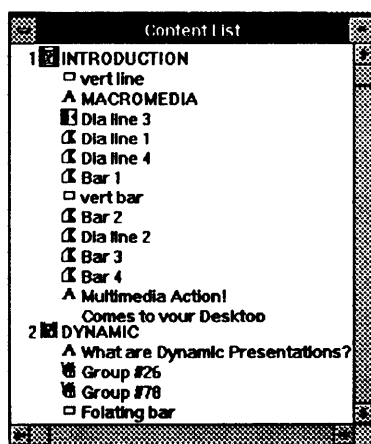 Content List
1 INTRODUCTION
vert line
A MACROMEDIA
Dia line 3
Dia line 1
Dia line 4
Bar 1
vert bar
Bar 2
Dia line 2
Bar 3
Bar 4
A Multimedia Action!
Comes to your Desktop
2 DYNAMIC
A What are Dynamic Presentations?
Group #26
Group #78
Folating bar